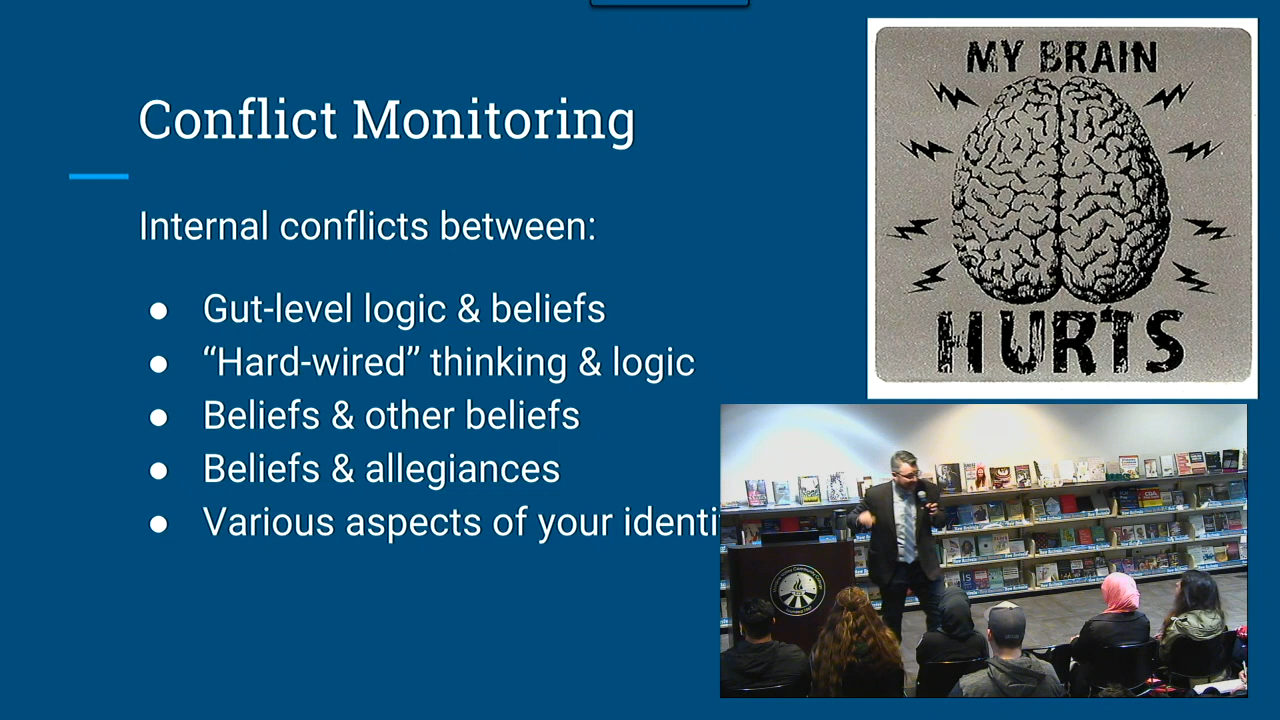 Conflict Monitoring
Internal conflicts between:
● Gut-level logic & beliefs
● “Hard-wired” thinking & logic
● Beliefs & other beliefs
● Beliefs & allegiances
● Various aspects of your identi
MY BRAIN
HURTS